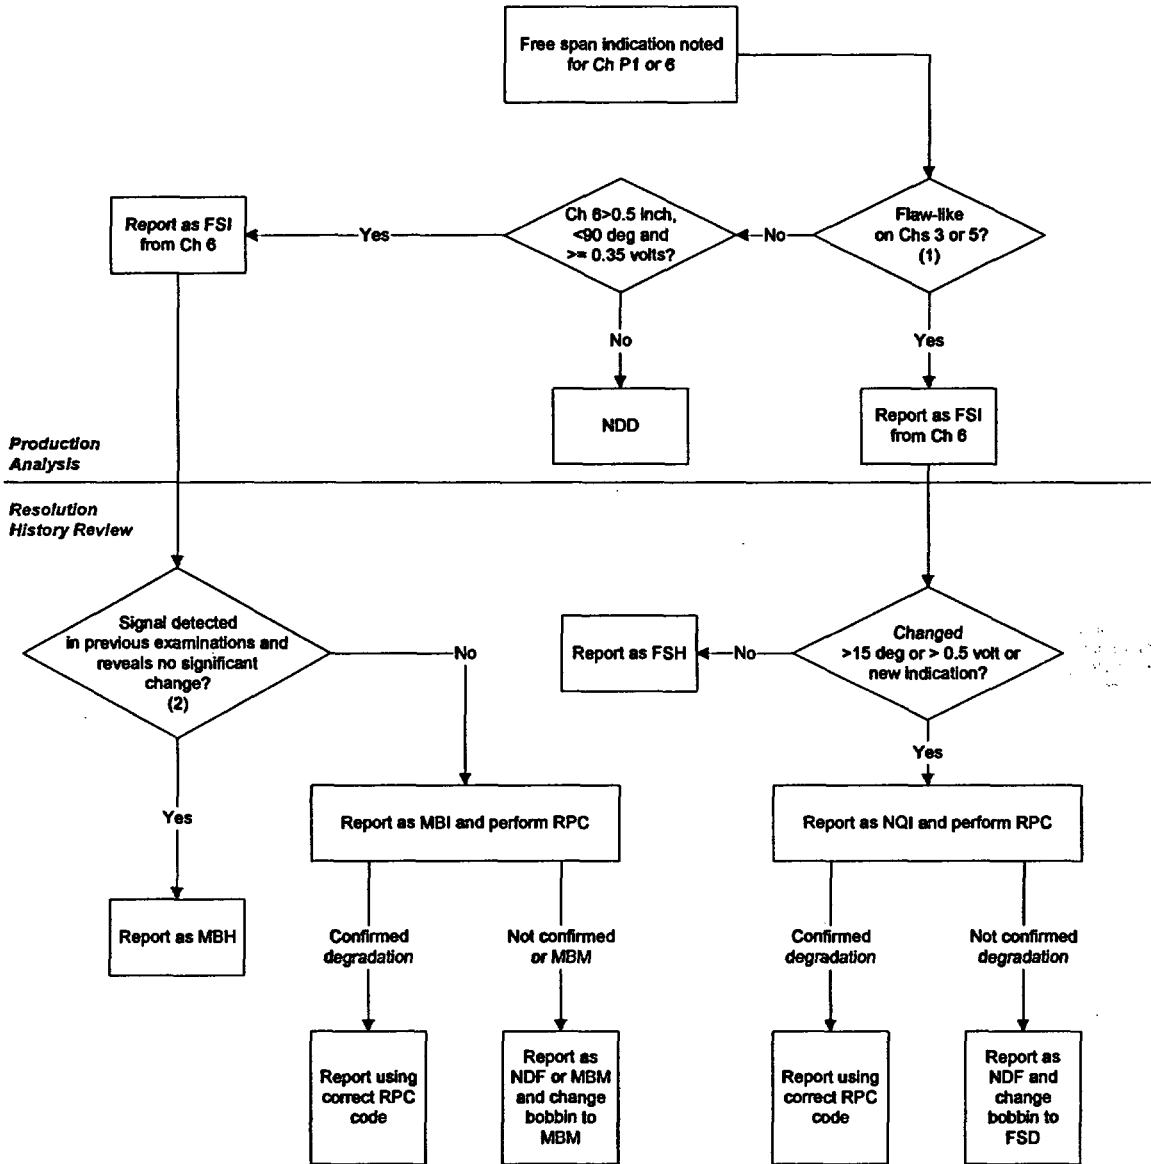 Free span indication noted
for Ch P1 or 6
Flaw-like
on Chs 3 or 5?
(1)
No
Ch 6>0.5 inch,
<90 deg and
>= 0.35 volts?
Yes
Report as FSI
from Ch 6
No
NDD
Yes
Report as FSI
from Ch 6
Production
Analysis
Resolution
History Review
Signal detected
in previous examinations and
reveals no significant
change?
(2)
No
Report as FSH
No
Changed
>15 deg or > 0.5 volt or
new indication?
Yes
Yes
Report as MBI and perform RPC
Report as NQI and perform RPC
Report as MBH
Confirmed
degradation
Not confirmed
or MBM
Confirmed
degradation
Not confirmed
degradation
Report using
correct RPC
code
Report as
NDF or MBM
and change
bobbin to
MBM
Report using
correct RPC
code
Report as
NDF and
change
bobbin to
FSD